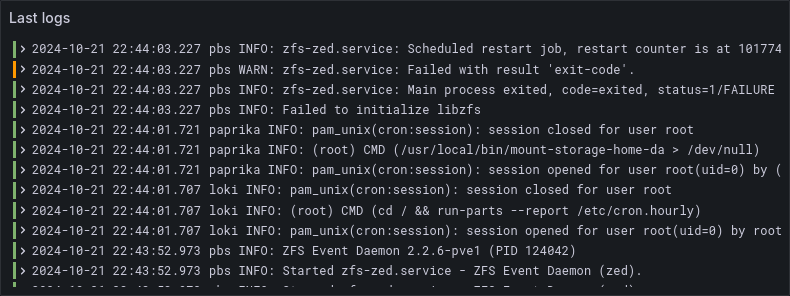 Last logs
2024-10-21 22:44:03.227 pbs INFO: zfs-zed.service: Scheduled restart job, restart counter is at 101774
2024-10-21 22:44:03.227 pbs WARN: zfs-zed.service: Failed with result 'exit-code'.
2024-10-21 22:44:03.227 pbs INFO: zfs-zed.service: Main process exited, code=exited, status=1/FAILURE
2024-10-21 22:44:03.227 pbs INFO: Failed to initialize libzfs
2024-10-21 22:44:01.721 paprika INFO: pam_unix(cron:session): session closed for user root
2024-10-21 22:44:01.721 paprika INFO: (root) CMD (/usr/local/bin/mount-storage-home-da > /dev/null)
2024-10-21 22:44:01.721 paprika INFO: pam_unix(cron:session): session opened for user root(uid=0) by (
2024-10-21 22:44:01.707 loki INFO: pam_unix(cron:session): session closed for user root
2024-10-21 22:44:01.707 loki INFO: (root) CMD (cd / && run-parts --report /etc/cron.hourly)
2024-10-21 22:44:01.707 loki INFO: pam_unix(cron:session): session opened for user root(uid=0) by root
2024-10-21 22:43:52.973 pbs INFO: ZFS Event Daemon 2.2.6-pve1 (PID 124042)
2024-10-21 22:43:52.973 pbs INFO: Started zfs-zed.service - ZFS Event Daemon (zed).